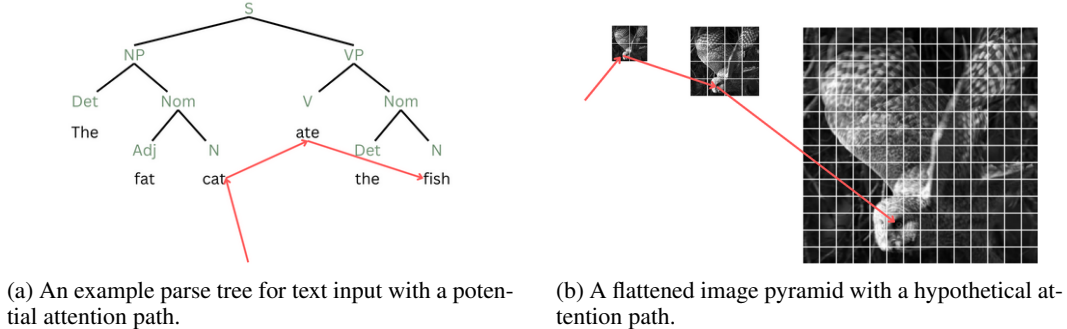 S
NP VP
Det Nom V Nom
The ate
Adj N Det N
fat cat the fish
(a) An example parse tree for text input with a poten-
tial attention path.
(b) A flattened image pyramid with a hypothetical at-
tention path.